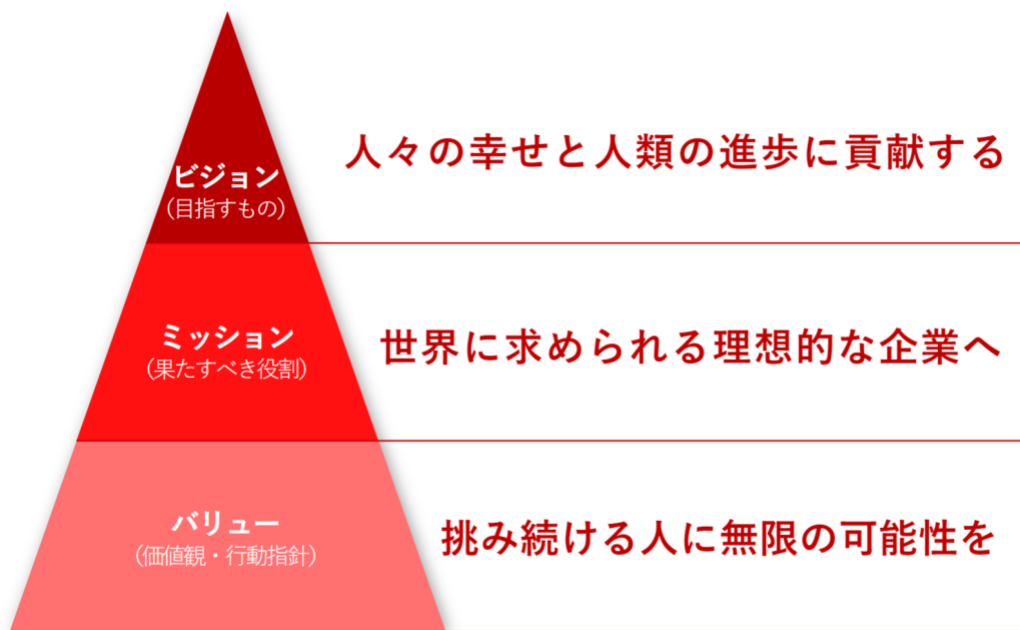 ビジョン
(目指すもの)
人々の幸せと人類の進歩に貢献する
ミッション
(果たすべき役割)
世界に求められる理想的な企業へ
バリュー
(価値観・行動指針)
挑み続ける人に無限の可能性を